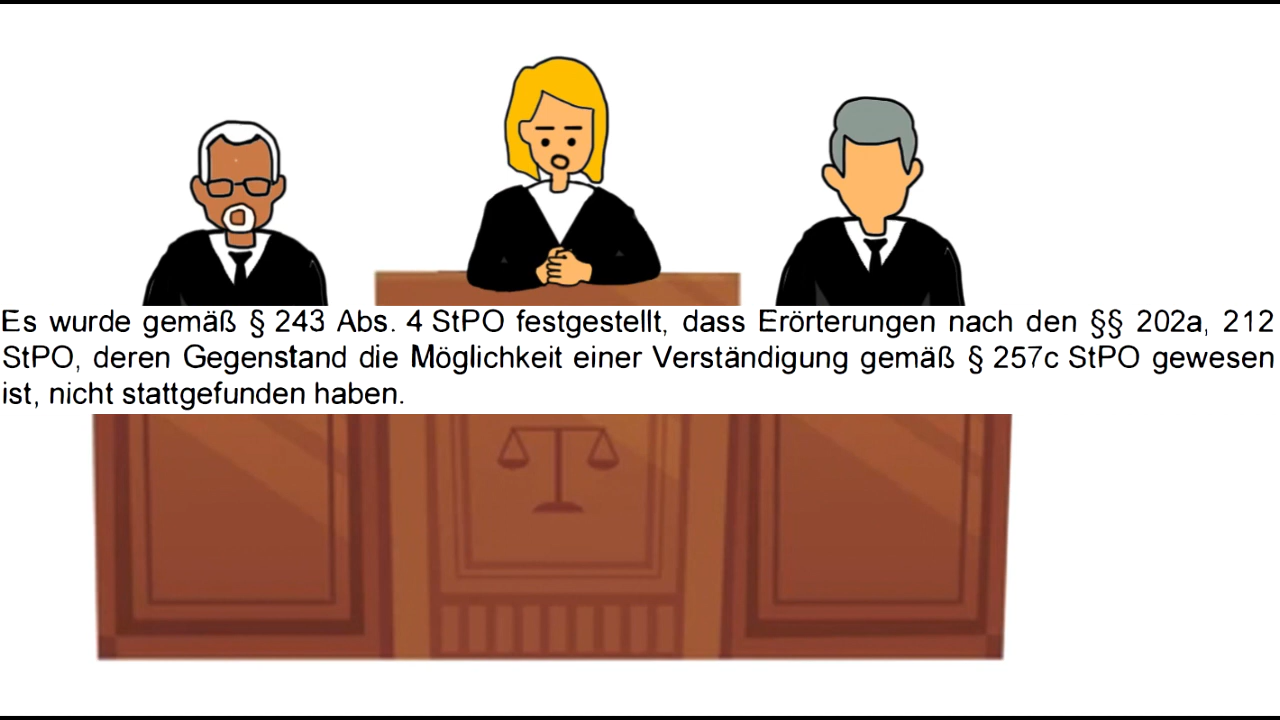 Es wurde gemäß § 243 Abs. 4 StPO festgestellt, dass Erörterungen nach den §§ 202a, 212
StPO, deren Gegenstand die Möglichkeit einer Verständigung gemäß § 257c StPO gewesen
ist, nicht stattgefunden haben.